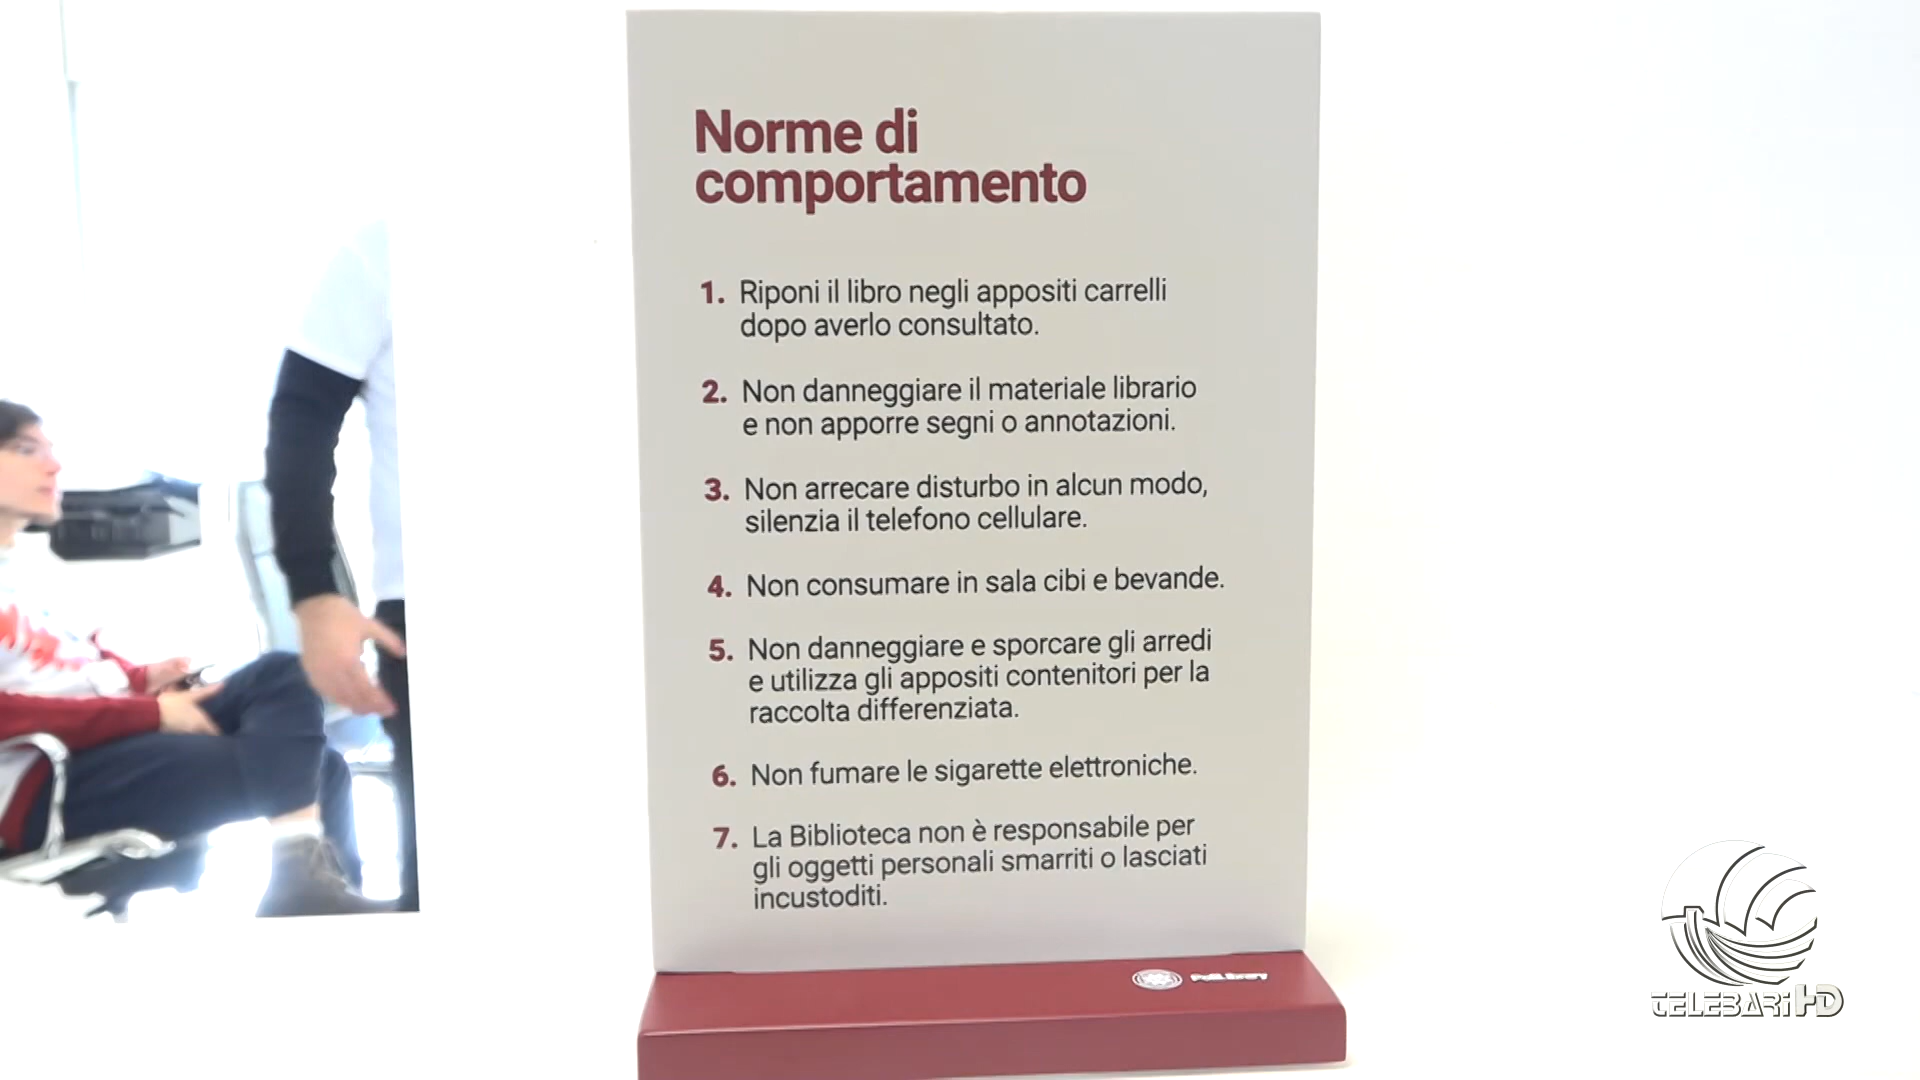 Norme di
comportamento
1. Riponi il libro negli appositi carrelli
dopo averlo consultato.
2. Non danneggiare il materiale librario
e non apporre segni o annotazioni.
3. Non arrecare disturbo in alcun modo,
silenzia il telefono cellulare.
4. Non consumare in sala cibi e bevande.
5. Non danneggiare e sporcare gli arredi
e utilizza gli appositi contenitori per la
raccolta differenziata.
6. Non fumare le sigarette elettroniche.
7. La Biblioteca non è responsabile per
gli oggetti personali smarriti o lasciati
incustoditi.
TELEBARI HD